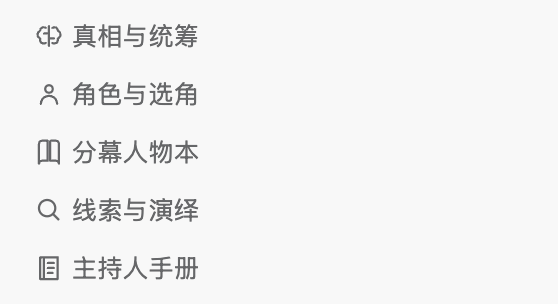 真相与统筹
角色与选角
分幕人物本
线索与演绎
主持人手册